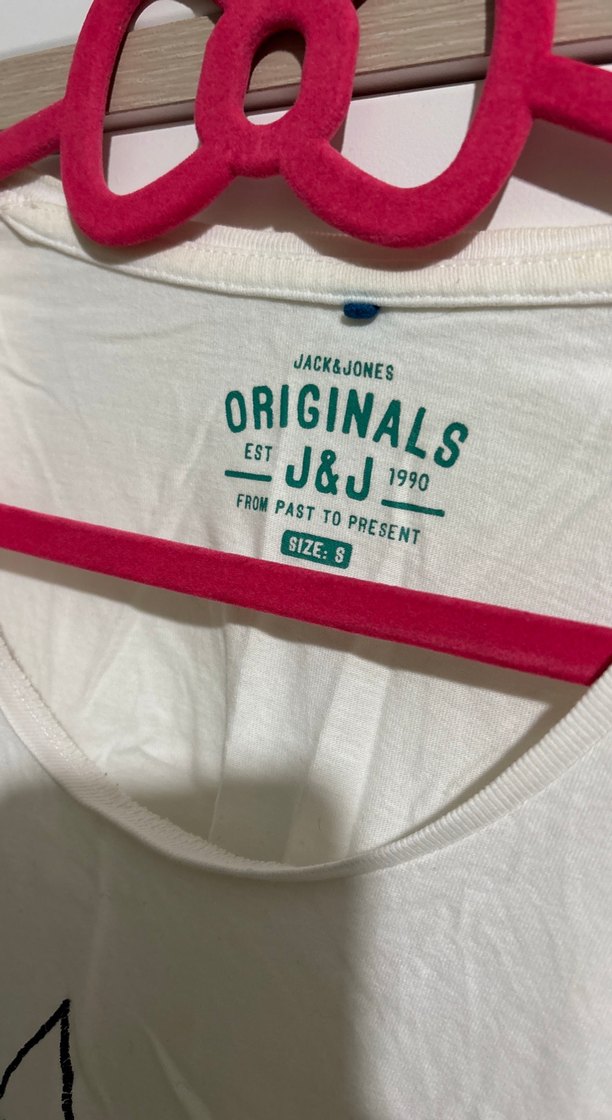 JACK&JONES
ORIGINALS
EST J&J 1990
FROM PAST TO PRESENT
SIZE: S